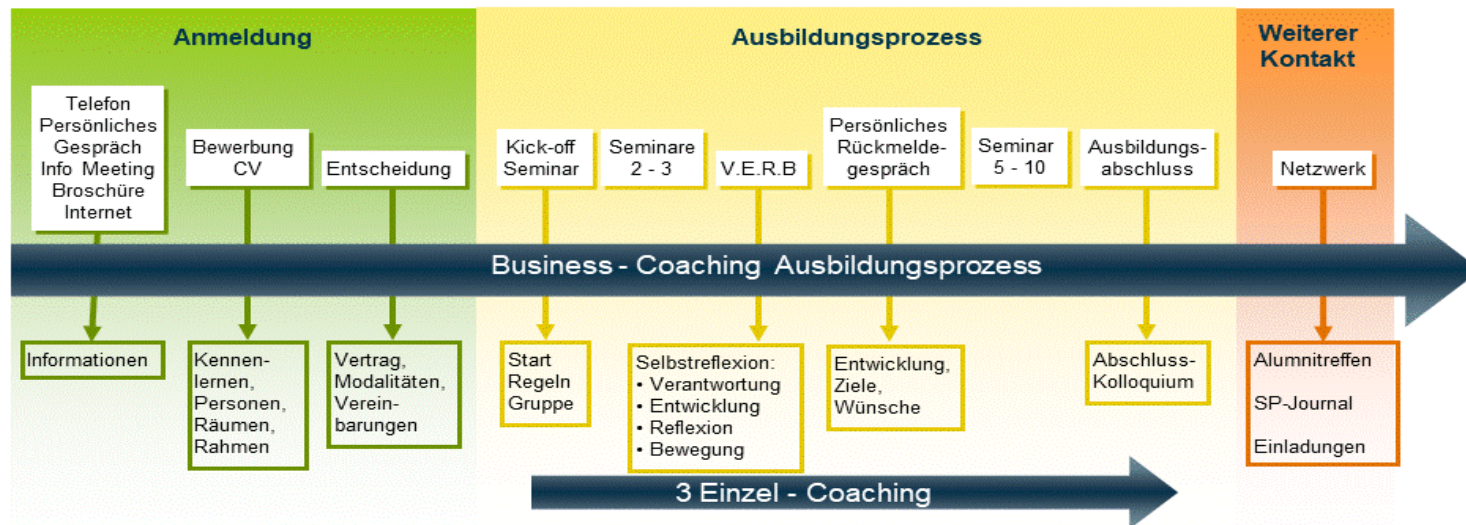 Anmeldung
Ausbildungsprozess
Weiterer
Kontakt
Telefon
Persönliches
Gespräch
Info Meeting
Broschüre
Internet
Bewerbung
CV
Entscheidung
Kick-off
Seminar
Seminare
2 - 3
V.E.R.B
Persönliches
Rückmelde-
gespräch
Seminar
5 - 10
Ausbildungs-
abschluss
Netzwerk
Business - Coaching Ausbildungsprozess
Informationen
Kennen-
lernen,
Personen,
Räumen,
Rahmen
Vertrag,
Modalitäten,
Verein-
barungen
Start
Regeln
Gruppe
Selbstreflexion:
• Verantwortung
• Entwicklung
• Reflexion
• Bewegung
Entwicklung,
Ziele,
Wünsche
Abschluss-
Kolloquium
Alumnitreffen
SP-Journal
Einladungen
3 Einzel - Coaching